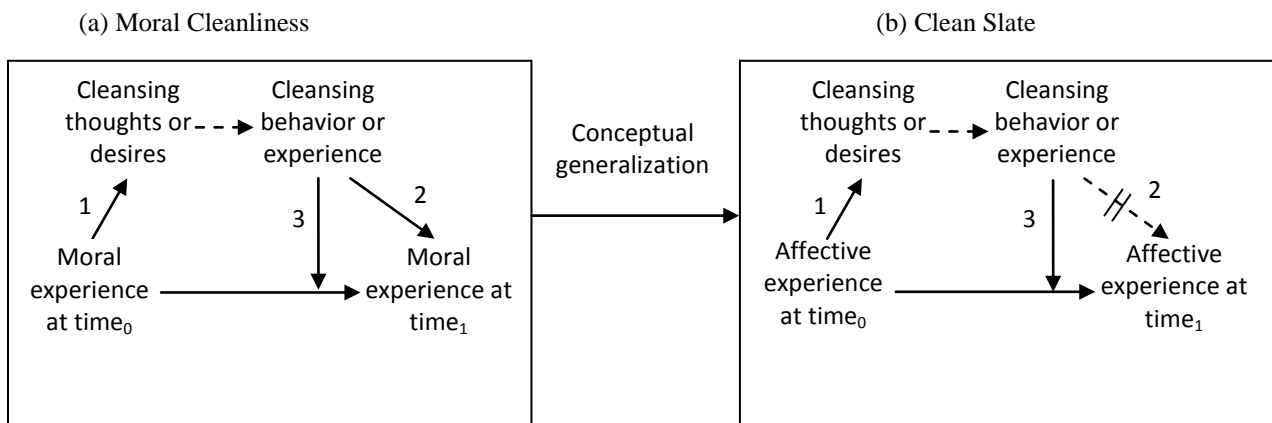 (a) Moral Cleanliness
(b) Clean Slate
Cleansing
thoughts or
desires
Cleansing
behavior or
experience
1
3
2
Moral
experience
at time₀
Moral
experience at
time₁
Conceptual
generalization
Cleansing
thoughts or
desires
Cleansing
behavior or
experience
1
3
2
Affective
experience
at time₀
Affective
experience at
time₁